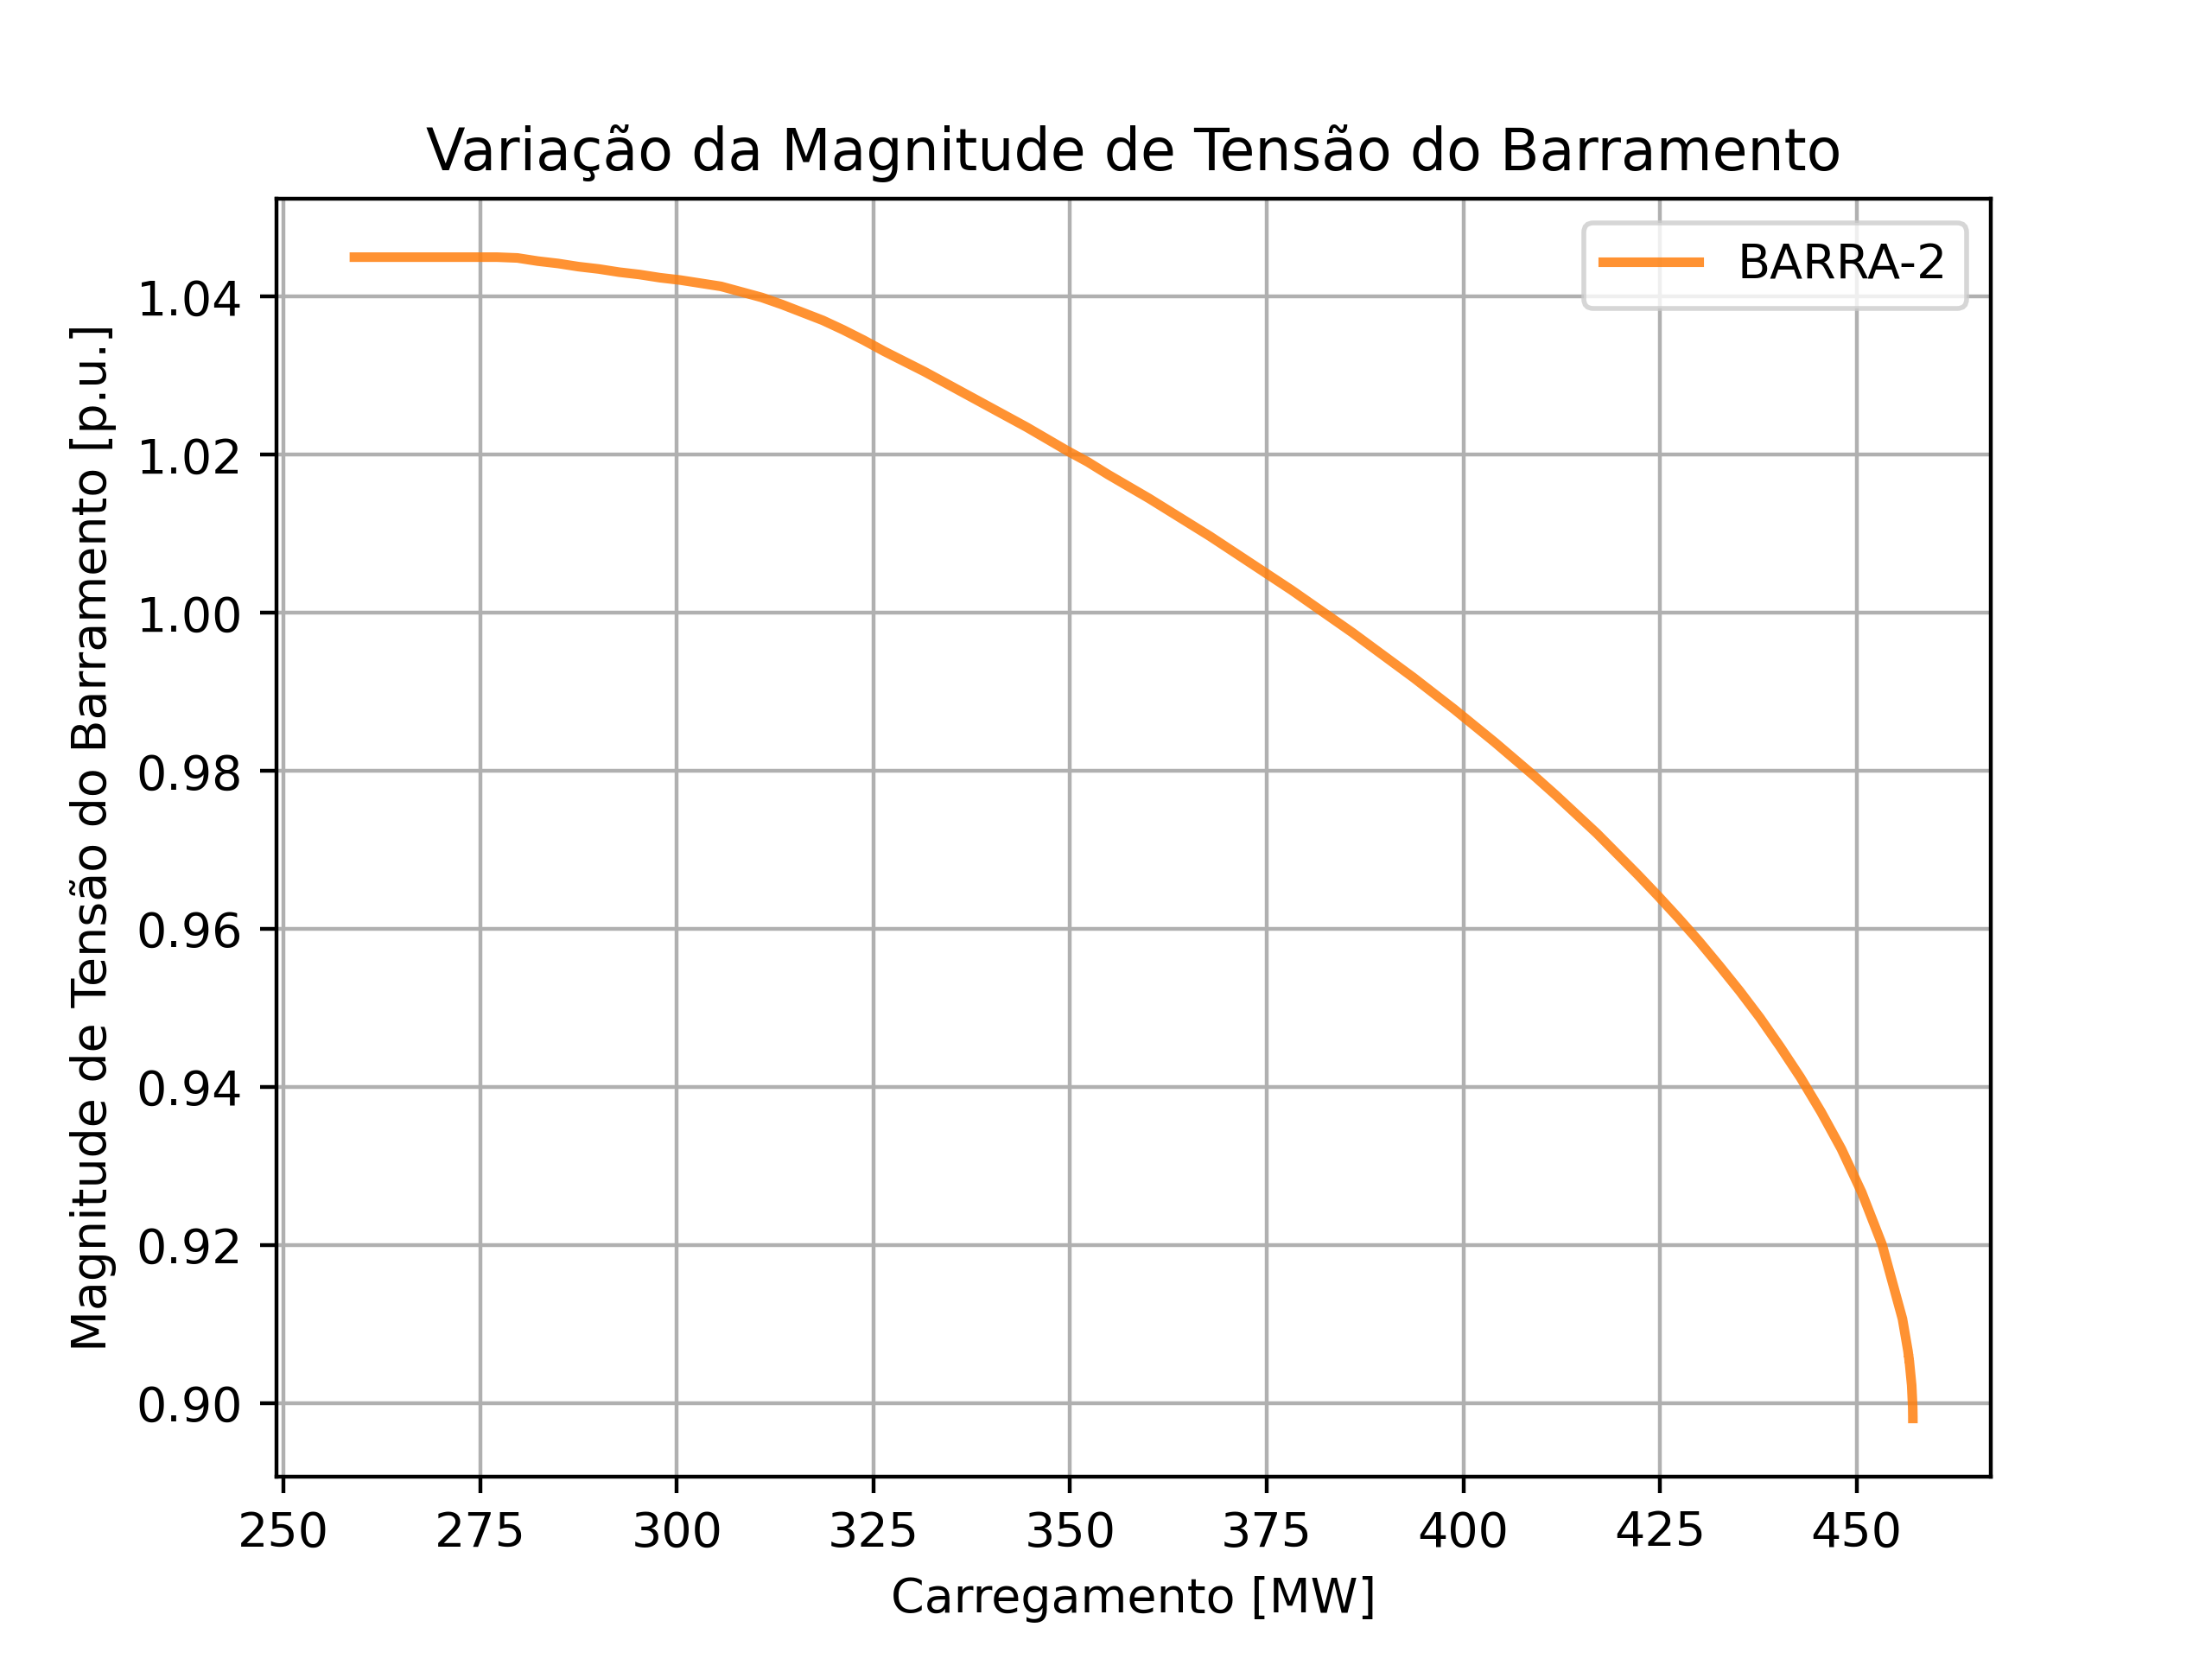 Variação da Magnitude de Tensão do Barramento
BARRA-2
Magnitude de Tensão do Barramento [p.u.]
1.04
1.02
1.00
0.98
0.96
0.94
0.92
0.90
250 275 300 325 350 375 400 425 450
Carregamento [MW]